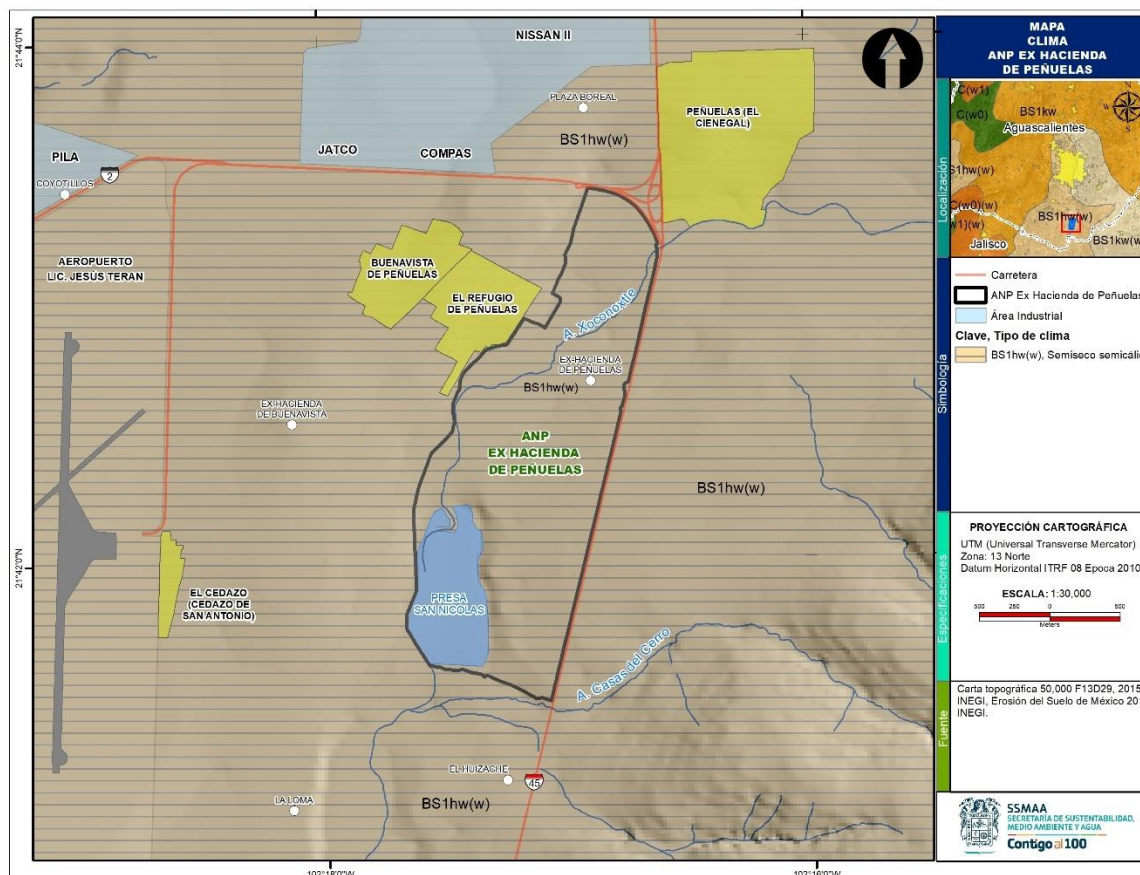 MAPA
CLIMA
ANP EX HACIENDA
DE PEÑUELAS
21°44'0"N
21°42'0"N
102°16'0"W
NISSAN II
PLAZA BOREAL
PEÑUELAS (EL
CIENEGAL)
BS1hw(w)
JATCO
COMPAS
PILA
2
COYOTILLOS
AEROPUERTO
LIC. JESÚS TERAN
BUENAVISTA
DE PEÑUELAS
EL REFUGIO
DE PEÑUELAS
A. Xoconoxtle
EX-HACIENDA
DE PEÑUELAS
BS1hw(w)
EX-HACIENDA
DE BUENAVISTA
ANP
EX HACIENDA
DE PEÑUELAS
BS1hw(w)
PRESA
SAN NICOLAS
EL CEDAZO
(CEDAZO DE
SAN ANTONIO)
A. Casas del Cerro
EL HUIZACHE
45
LA LOMA
BS1hw(w)
Localización
C(w1)
C(w0)
BS1kw
Aguascalientes
N
W
E
S
C(w0)(w)
BS1hw(w)
Jalisco
Simbología
Carretera
ANP Ex Hacienda de Peñuelas
Área Industrial
Clave, Tipo de clima
BS1hw(w), Semiseco semicáli
Especificaciones
PROYECCIÓN CARTOGRÁFICA
UTM (Universal Transverse Mercator)
Zona: 13 Norte
Datum Horizontal ITRF 08 Epoca 2010
ESCALA: 1:30,000
500 250 0 500
Meters
Fuente
Carta topográfica 50,000 F13D29, 2015
INEGI, Erosión del Suelo de México 20
INEGI.
SSMAA
SECRETARÍA DE SUSTENTABILIDAD,
MEDIO AMBIENTE Y AGUA
Contigo al 100